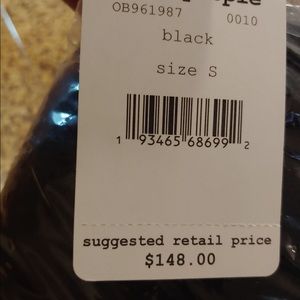 OB961987 0010
black
size S
1 93465 68699 2
suggested retail price
$148.00